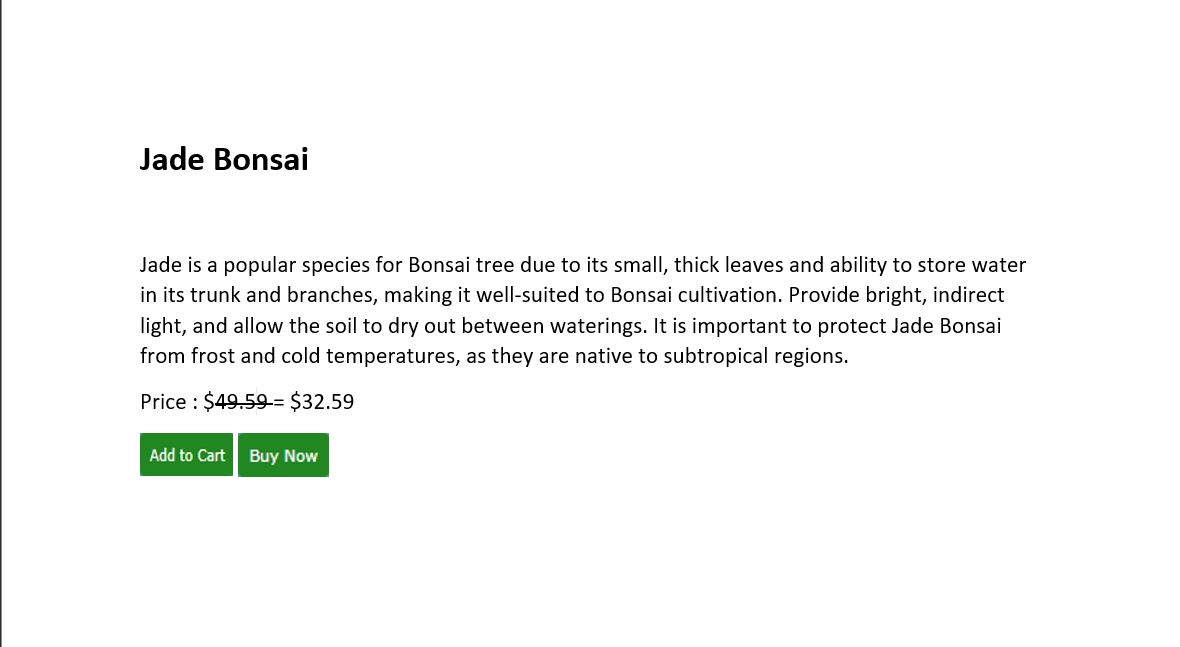 Jade Bonsai
Jade is a popular species for Bonsai tree due to its small, thick leaves and ability to store water
in its trunk and branches, making it well-suited to Bonsai cultivation. Provide bright, indirect
light, and allow the soil to dry out between waterings. It is important to protect Jade Bonsai
from frost and cold temperatures, as they are native to subtropical regions.
Price : $49.59 = $32.59
Add to Cart Buy Now